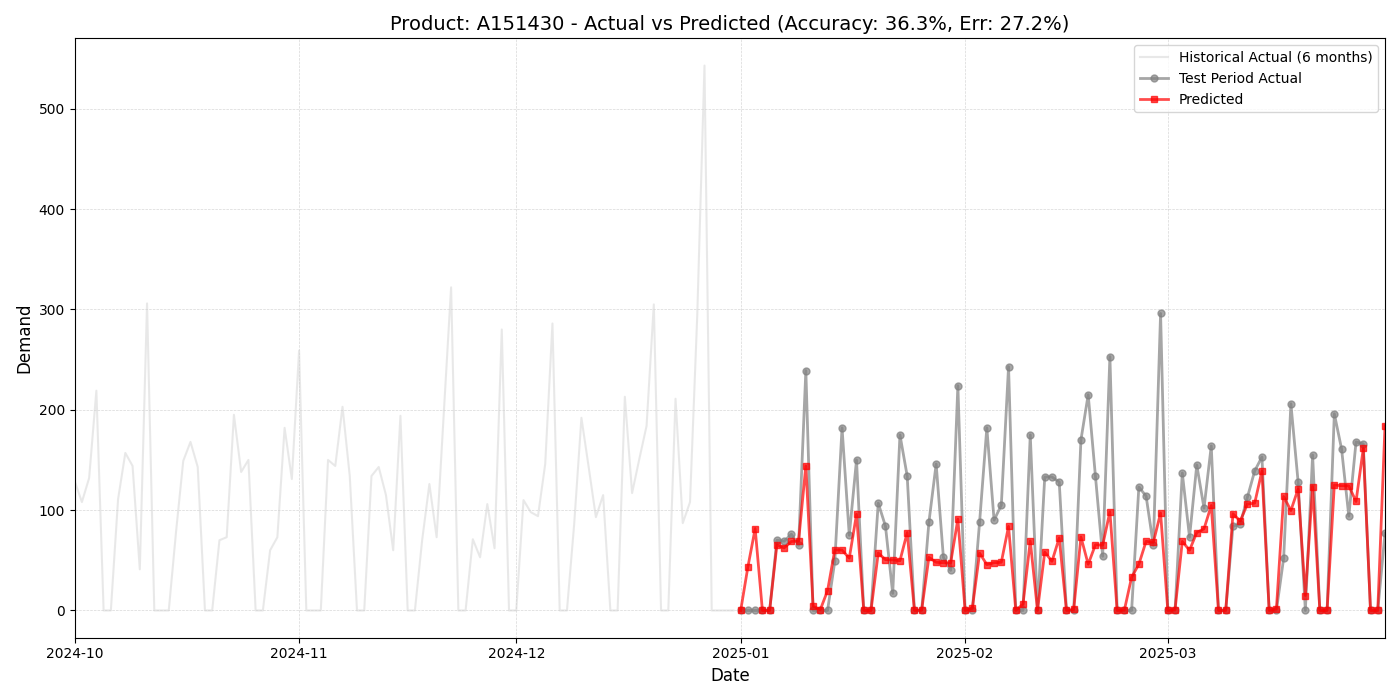 Product: A151430 - Actual vs Predicted (Accuracy: 36.3%, Err: 27.2%)
Historical Actual (6 months)
Test Period Actual
Predicted
Demand
500
400
300
200
100
0
2024-10
2024-11
2024-12
2025-01
2025-02
2025-03
Date